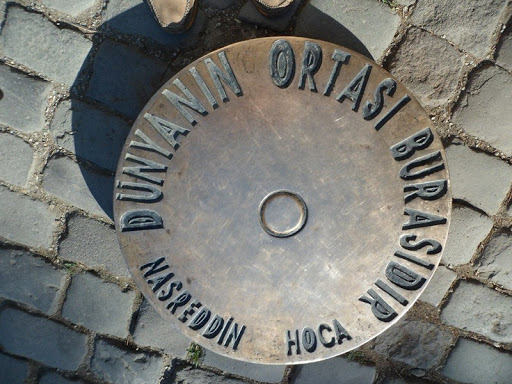 DÜNYANIN ORTASI BURASIDIR
NASREDDİN HOCA